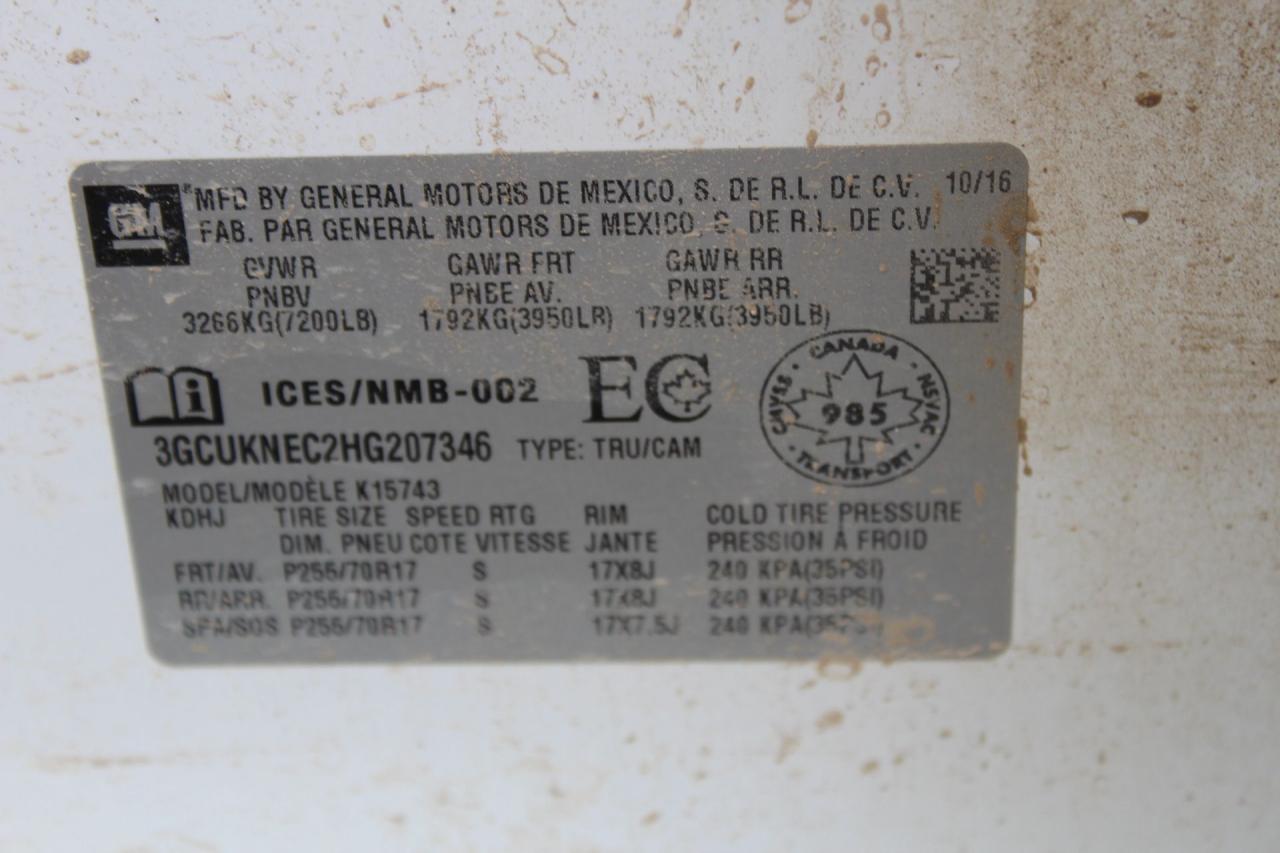 GM
MFD BY GENERAL MOTORS DE MEXICO, S. DE R.L. DE C.V. 10/16
FAB. PAR GENERAL MOTORS DE MEXICO, S. DE R.L. DE C.V.
GVWR GAWR FRT GAWR RR
PNBV PNBE AV. PNBE ARR.
3266KG(7200LB) 1792KG(3950LB) 1792KG(3950LB)
i ICES/NMB-002 EC
CANADA
CMVSS · NSVAC
985
TRANSPORT
3GCUKNEC2HG207346 TYPE: TRU/CAM
MODEL/MODÈLE K15743
KDHJ TIRE SIZE SPEED RTG RIM COLD TIRE PRESSURE
DIM. PNEU COTE VITESSE JANTE PRESSION À FROID
FRT/AV. P255/70R17 S 17X8J 240 KPA(35PSI)
RR/ARR. P255/70R17 S 17X8J 240 KPA(35PSI)
SPA/SOS P255/70R17 S 17X7.5J 240 KPA(35PSI)